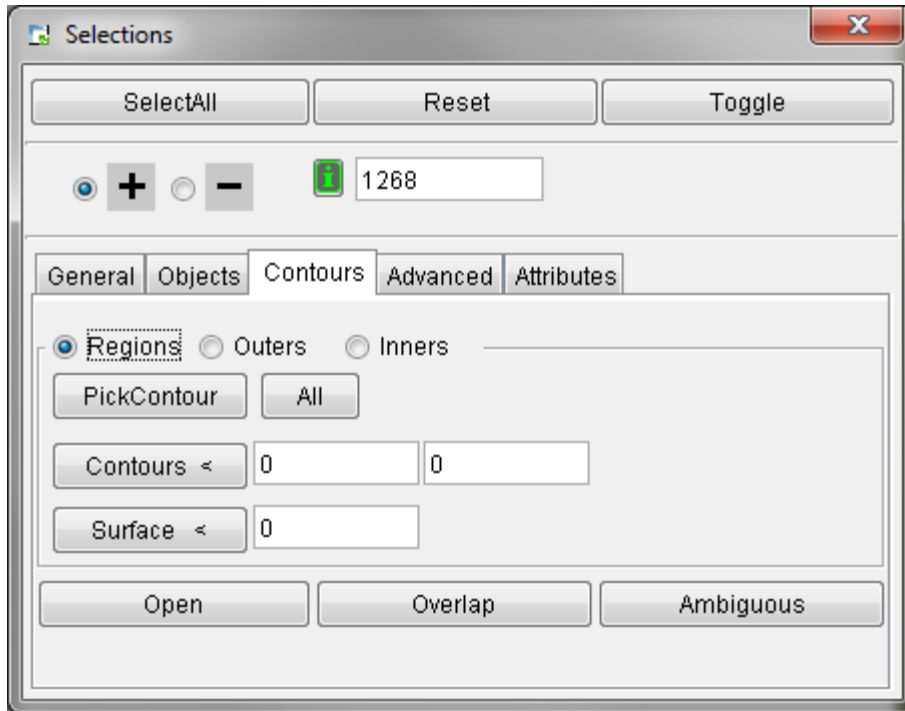 Selections
SelectAll Reset Toggle
+ − 1268
General Objects Contours Advanced Attributes
Regions Outers Inners
PickContour All
Contours < 0 0
Surface < 0
Open Overlap Ambiguous